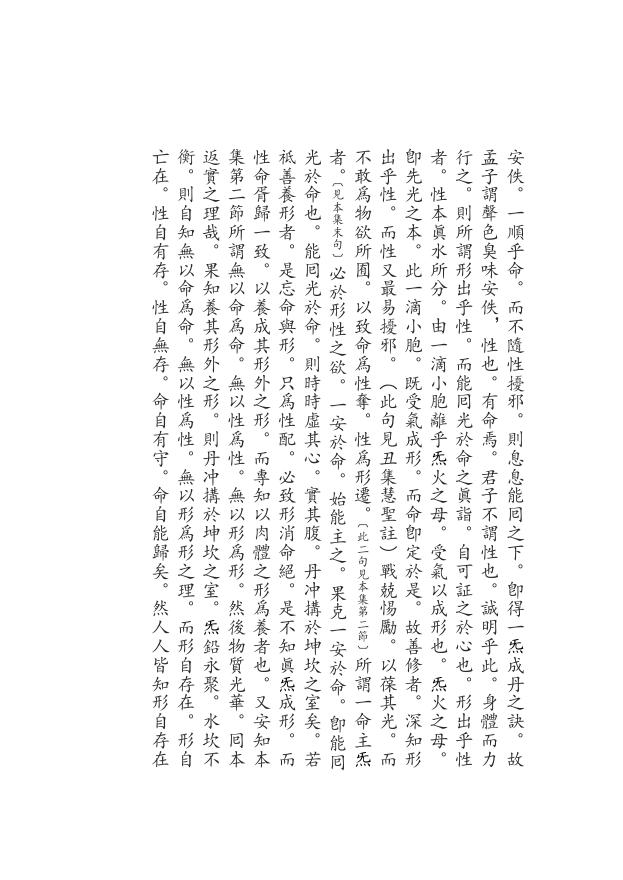 安佚。一順乎命。而不隨性擾邪。則息息能囘之下。卽得一炁成丹之訣。故
孟子謂聲色臭味安佚，性也。有命焉。君子不謂性也。誠明乎此。身體而力
行之。則所謂形出乎性。而能囘光於命之眞詣。自可証之於心也。形出乎性
者。性本眞水所分。由一滴小胞離乎炁火之母。受氣以成形也。炁火之母。
卽先光之本。此一滴小胞。既受氣成形。而命卽定於是。故善修者。深知形
出乎性。而性又最易擾邪。（此句見丑集慧聖註）戰兢惕勵。以葆其光。而
不敢爲物欲所囿。以致命爲性奪。性爲形遷。〔此二句見本集第二節〕所謂一命主炁
者。〔見本集末句〕必於形性之欲。一安於命。始能主之。果克一安於命。卽能囘
光於命也。能囘光於命。則時時虛其心。實其腹。丹冲搆於坤坎之室矣。若
祗善養形者。是忘命與形。只爲性配。必致形消命絕。是不知眞炁成形。而
性命胥歸一致。以養成其形外之形。而專知以肉體之形爲養者也。又安知本
集第二節所謂無以命爲命。無以性爲性。無以形爲形。然後物質光華。囘本
返實之理哉。果知養其形外之形。則丹冲搆於坤坎之室。炁鉛永聚。水坎不
衡。則自知無以命爲命。無以性爲性。無以形爲形之理。而形自存在。形自
亡在。性自有存。性自無存。命自有守。命自能歸矣。然人人皆知形自存在